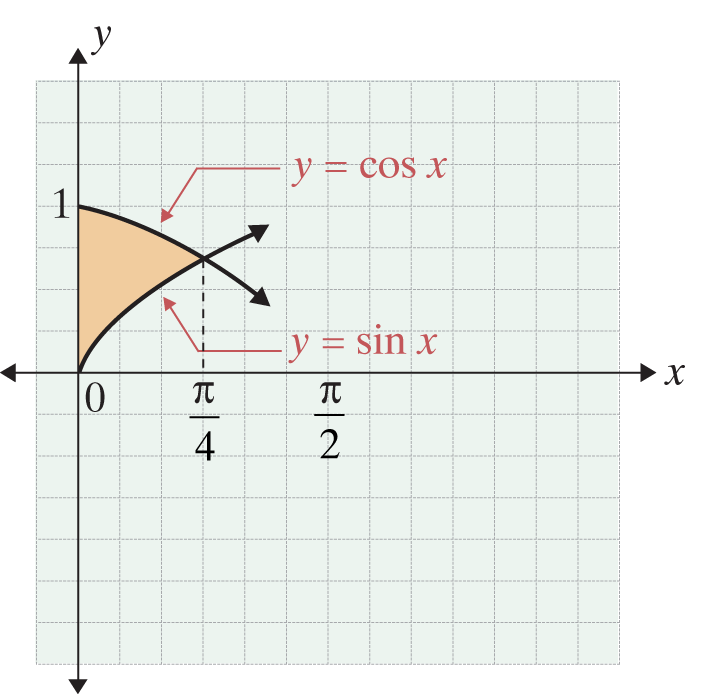 y
y = cos x
1
y = sin x
x
0
π/4
π/2